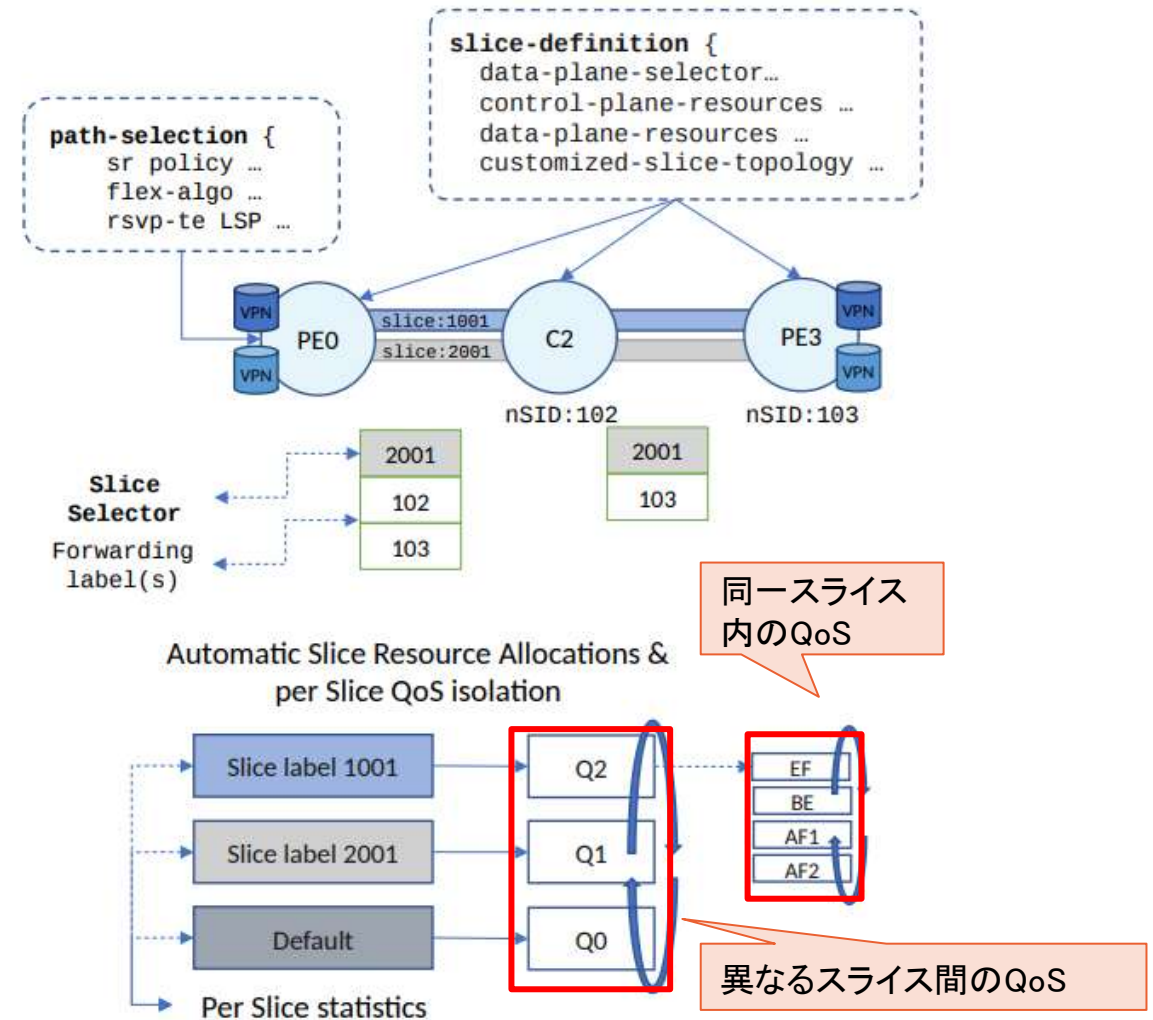 slice-definition {
data-plane-selector…
control-plane-resources …
data-plane-resources …
customized-slice-topology …
path-selection {
sr policy …
flex-algo …
rsvp-te LSP …
VPN
VPN
PE0
slice:1001
slice:2001
C2
PE3
VPN
VPN
nSID:102
nSID:103
2001
102
103
2001
103
Slice
Selector
Forwarding
label(s)
同一スライス
内のQoS
Automatic Slice Resource Allocations &
per Slice QoS isolation
Slice label 1001
Q2
EF
BE
AF1
AF2
Slice label 2001
Q1
Default
Q0
異なるスライス間のQoS
Per Slice statistics